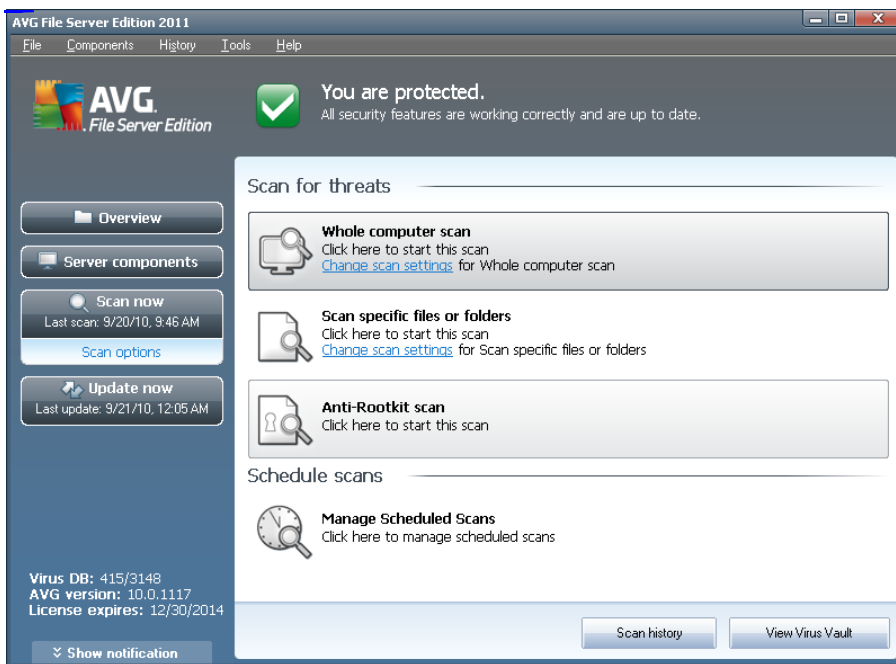 AVG File Server Edition 2011
File Components History Tools Help
AVG.
File Server Edition
You are protected.
All security features are working correctly and are up to date.
Overview
Server components
Scan now
Last scan: 9/20/10, 9:46 AM
Scan options
Update now
Last update: 9/21/10, 12:05 AM
Virus DB: 415/3148
AVG version: 10.0.1117
License expires: 12/30/2014
Show notification
Scan for threats
Whole computer scan
Click here to start this scan
Change scan settings for Whole computer scan
Scan specific files or folders
Click here to start this scan
Change scan settings for Scan specific files or folders
Anti-Rootkit scan
Click here to start this scan
Schedule scans
Manage Scheduled Scans
Click here to manage scheduled scans
Scan history
View Virus Vault